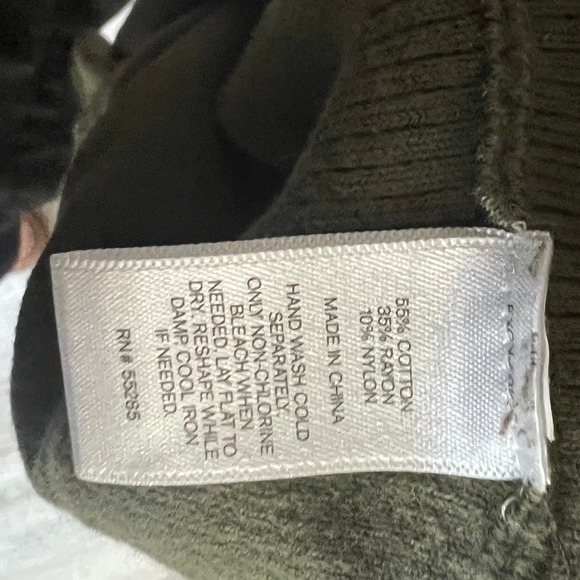 55% COTTON
35% RAYON
10% NYLON
MADE IN CHINA
HAND WASH COLD
SEPARATELY
ONLY NON-CHLORINE
BLEACH WHEN
NEEDED. LAY FLAT TO
DRY. RESHAPE WHILE
DAMP. COOL IRON
IF NEEDED.
RN# 55285